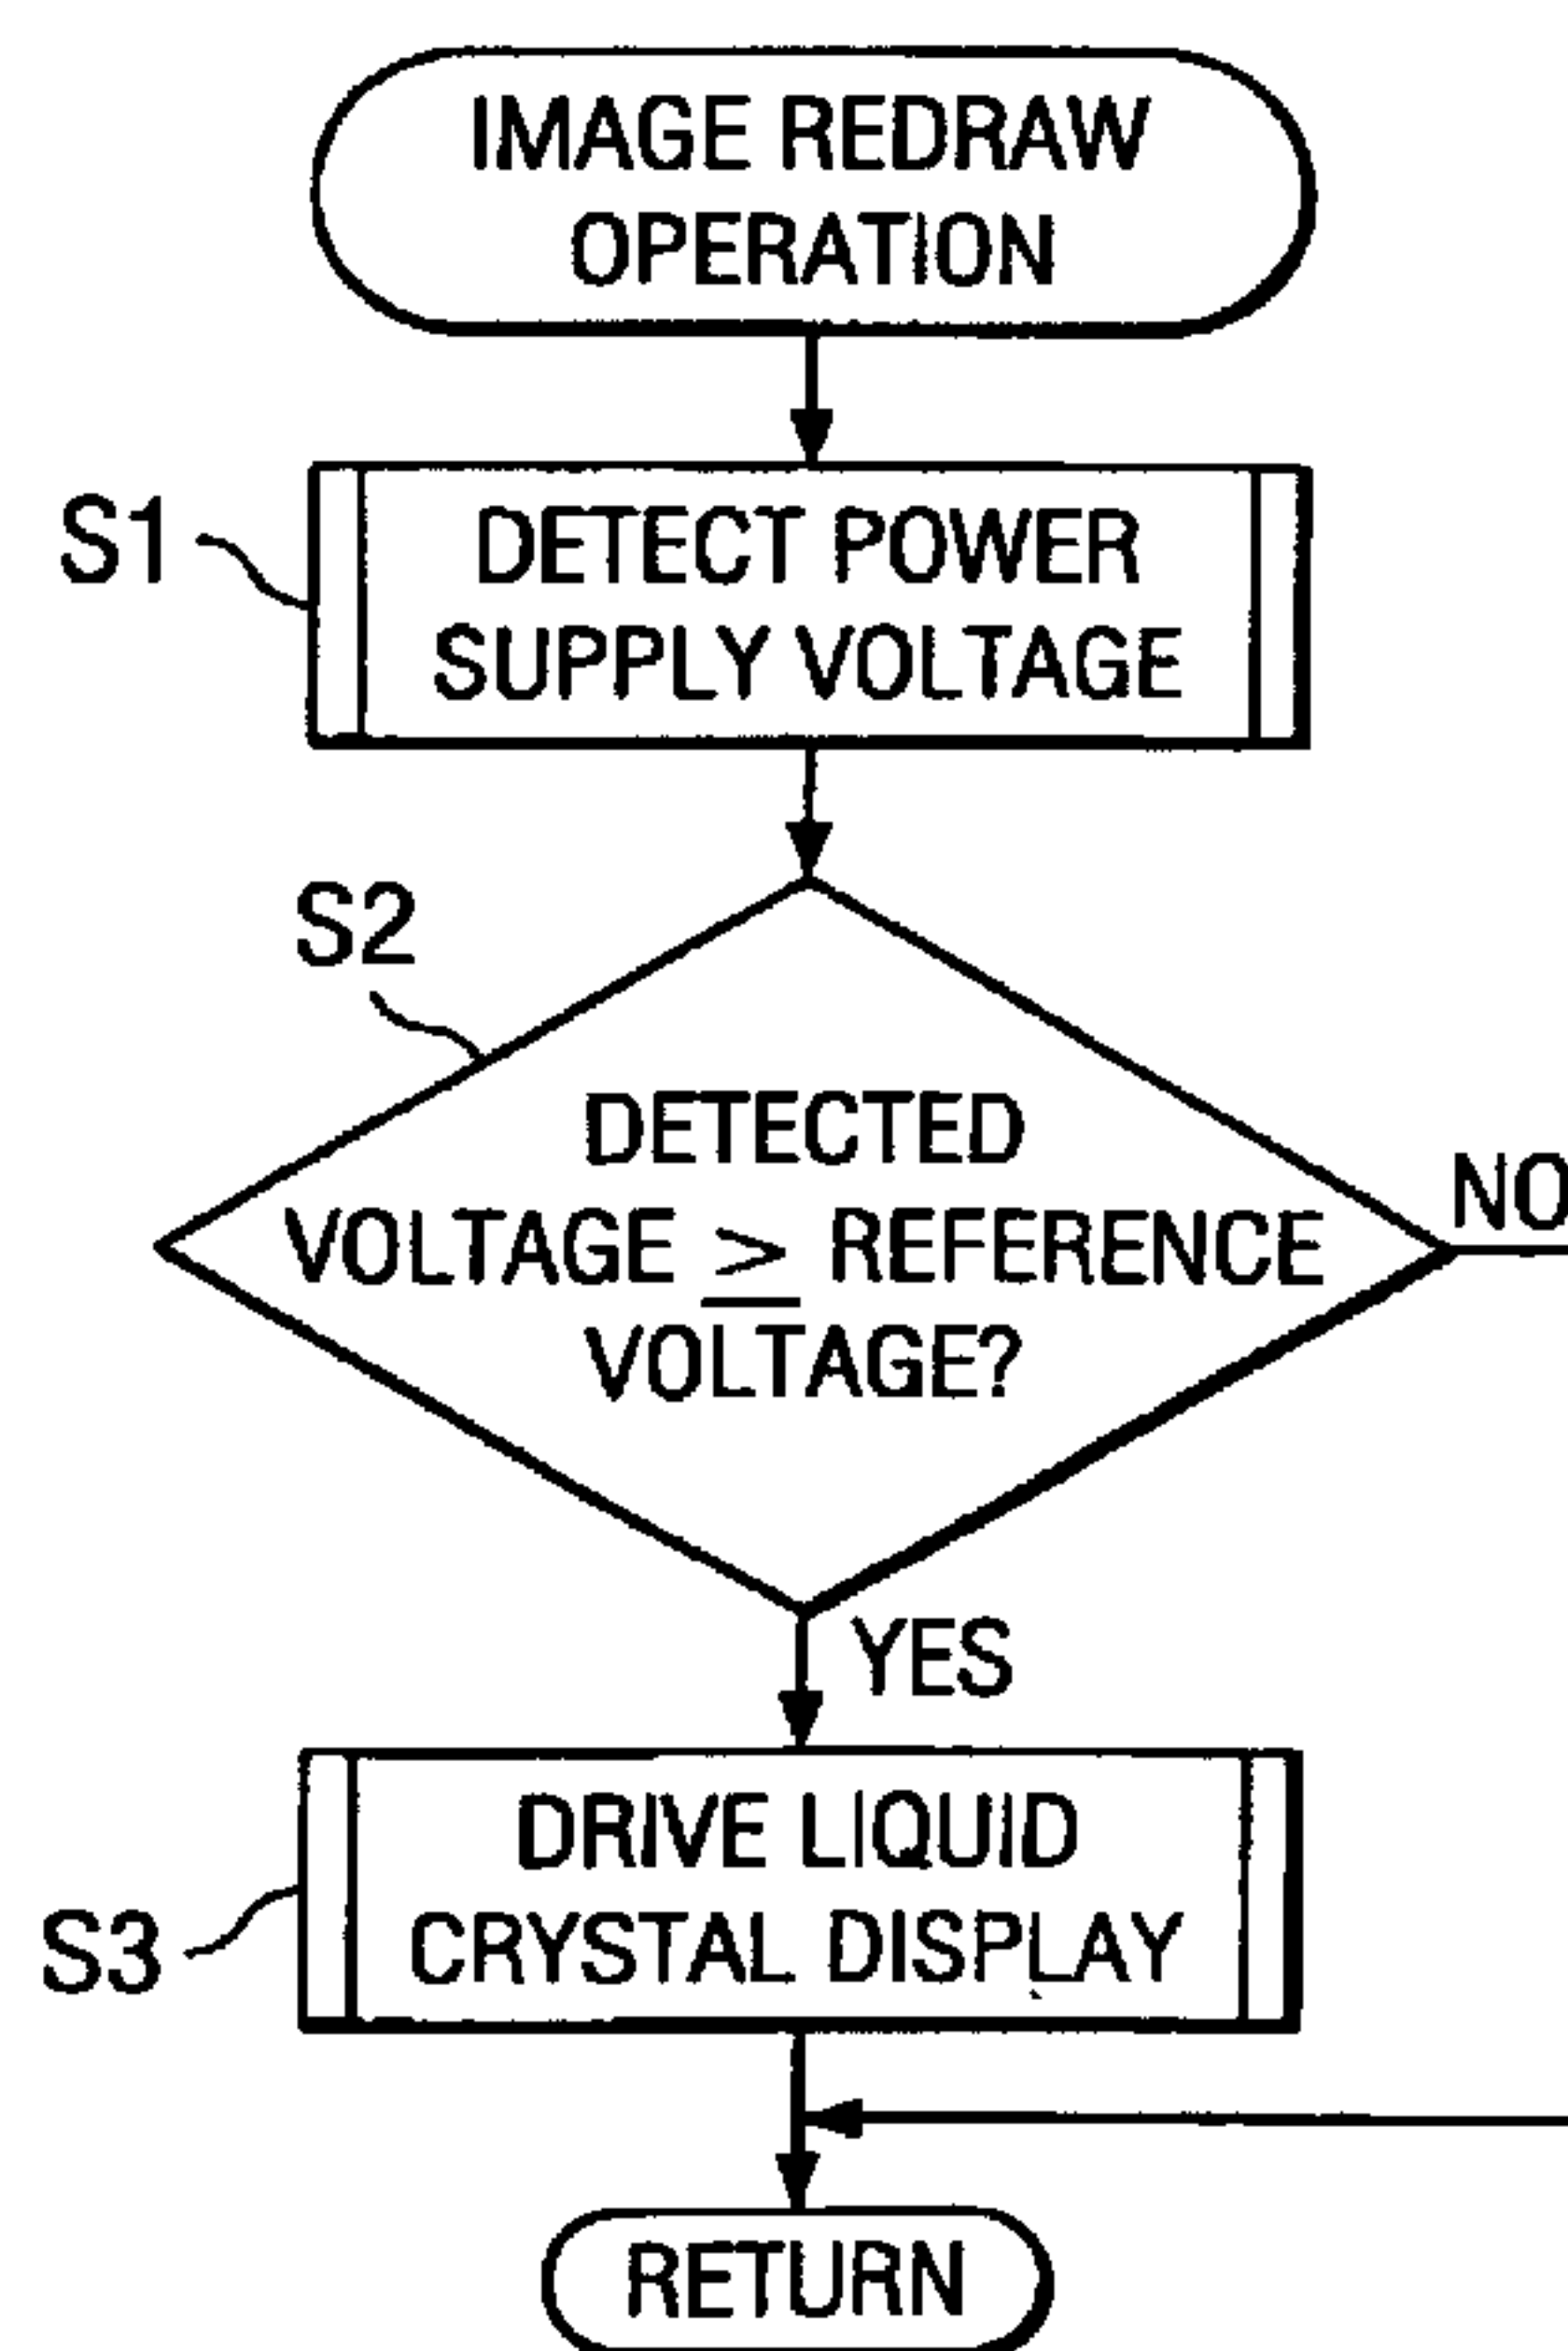 IMAGE REDRAW
OPERATION
S1
DETECT POWER
SUPPLY VOLTAGE
S2
DETECTED
VOLTAGE ≥ REFERENCE
VOLTAGE?
NO
YES
DRIVE LIQUID
CRYSTAL DISPLAY
S3
RETURN